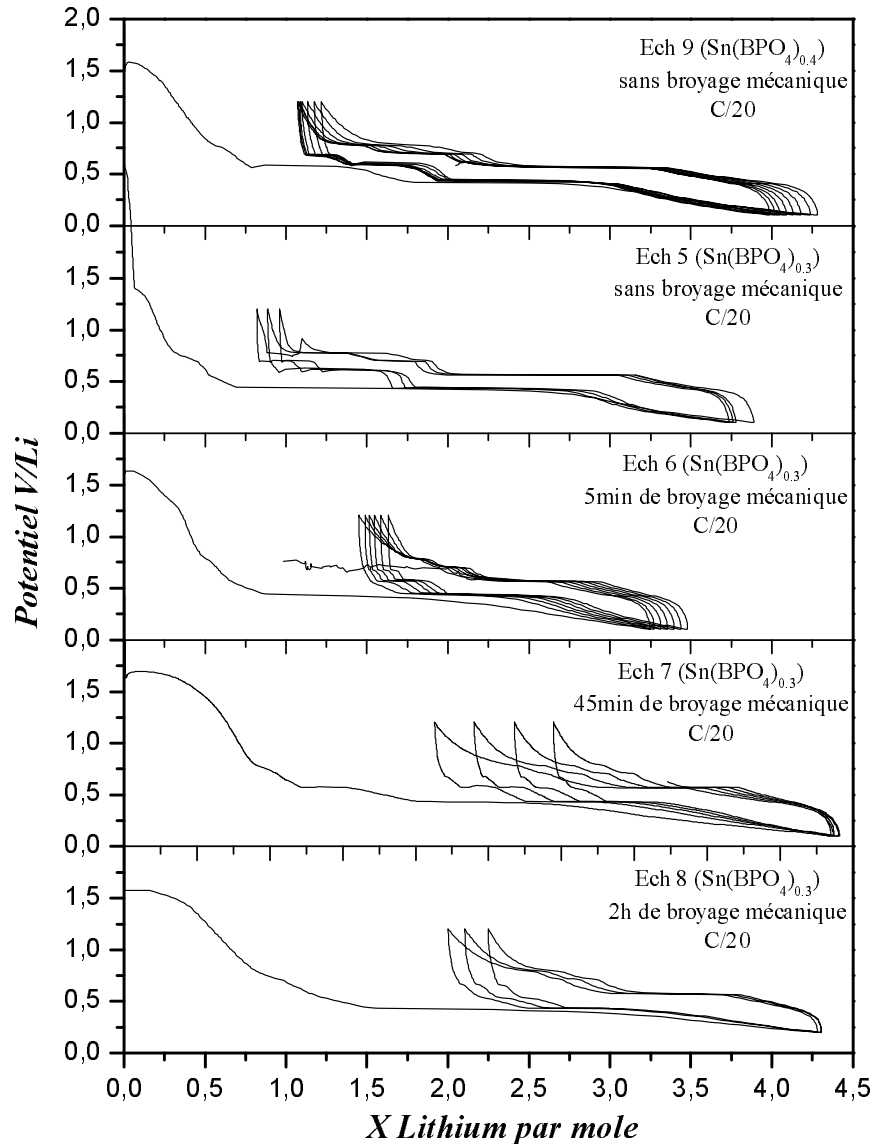 2,0
1,5
1,0
0,5
0,0
Ech 9 (Sn(BPO4)0.4)
sans broyage mécanique
C/20
1,5
1,0
0,5
0,0
Ech 5 (Sn(BPO4)0.3)
sans broyage mécanique
C/20
1,5
1,0
0,5
0,0
Ech 6 (Sn(BPO4)0.3)
5min de broyage mécanique
C/20
1,5
1,0
0,5
0,0
Ech 7 (Sn(BPO4)0.3)
45min de broyage mécanique
C/20
1,5
1,0
0,5
0,0
Ech 8 (Sn(BPO4)0.3)
2h de broyage mécanique
C/20
0,0 0,5 1,0 1,5 2,0 2,5 3,0 3,5 4,0 4,5
X Lithium par mole
Potentiel V/Li